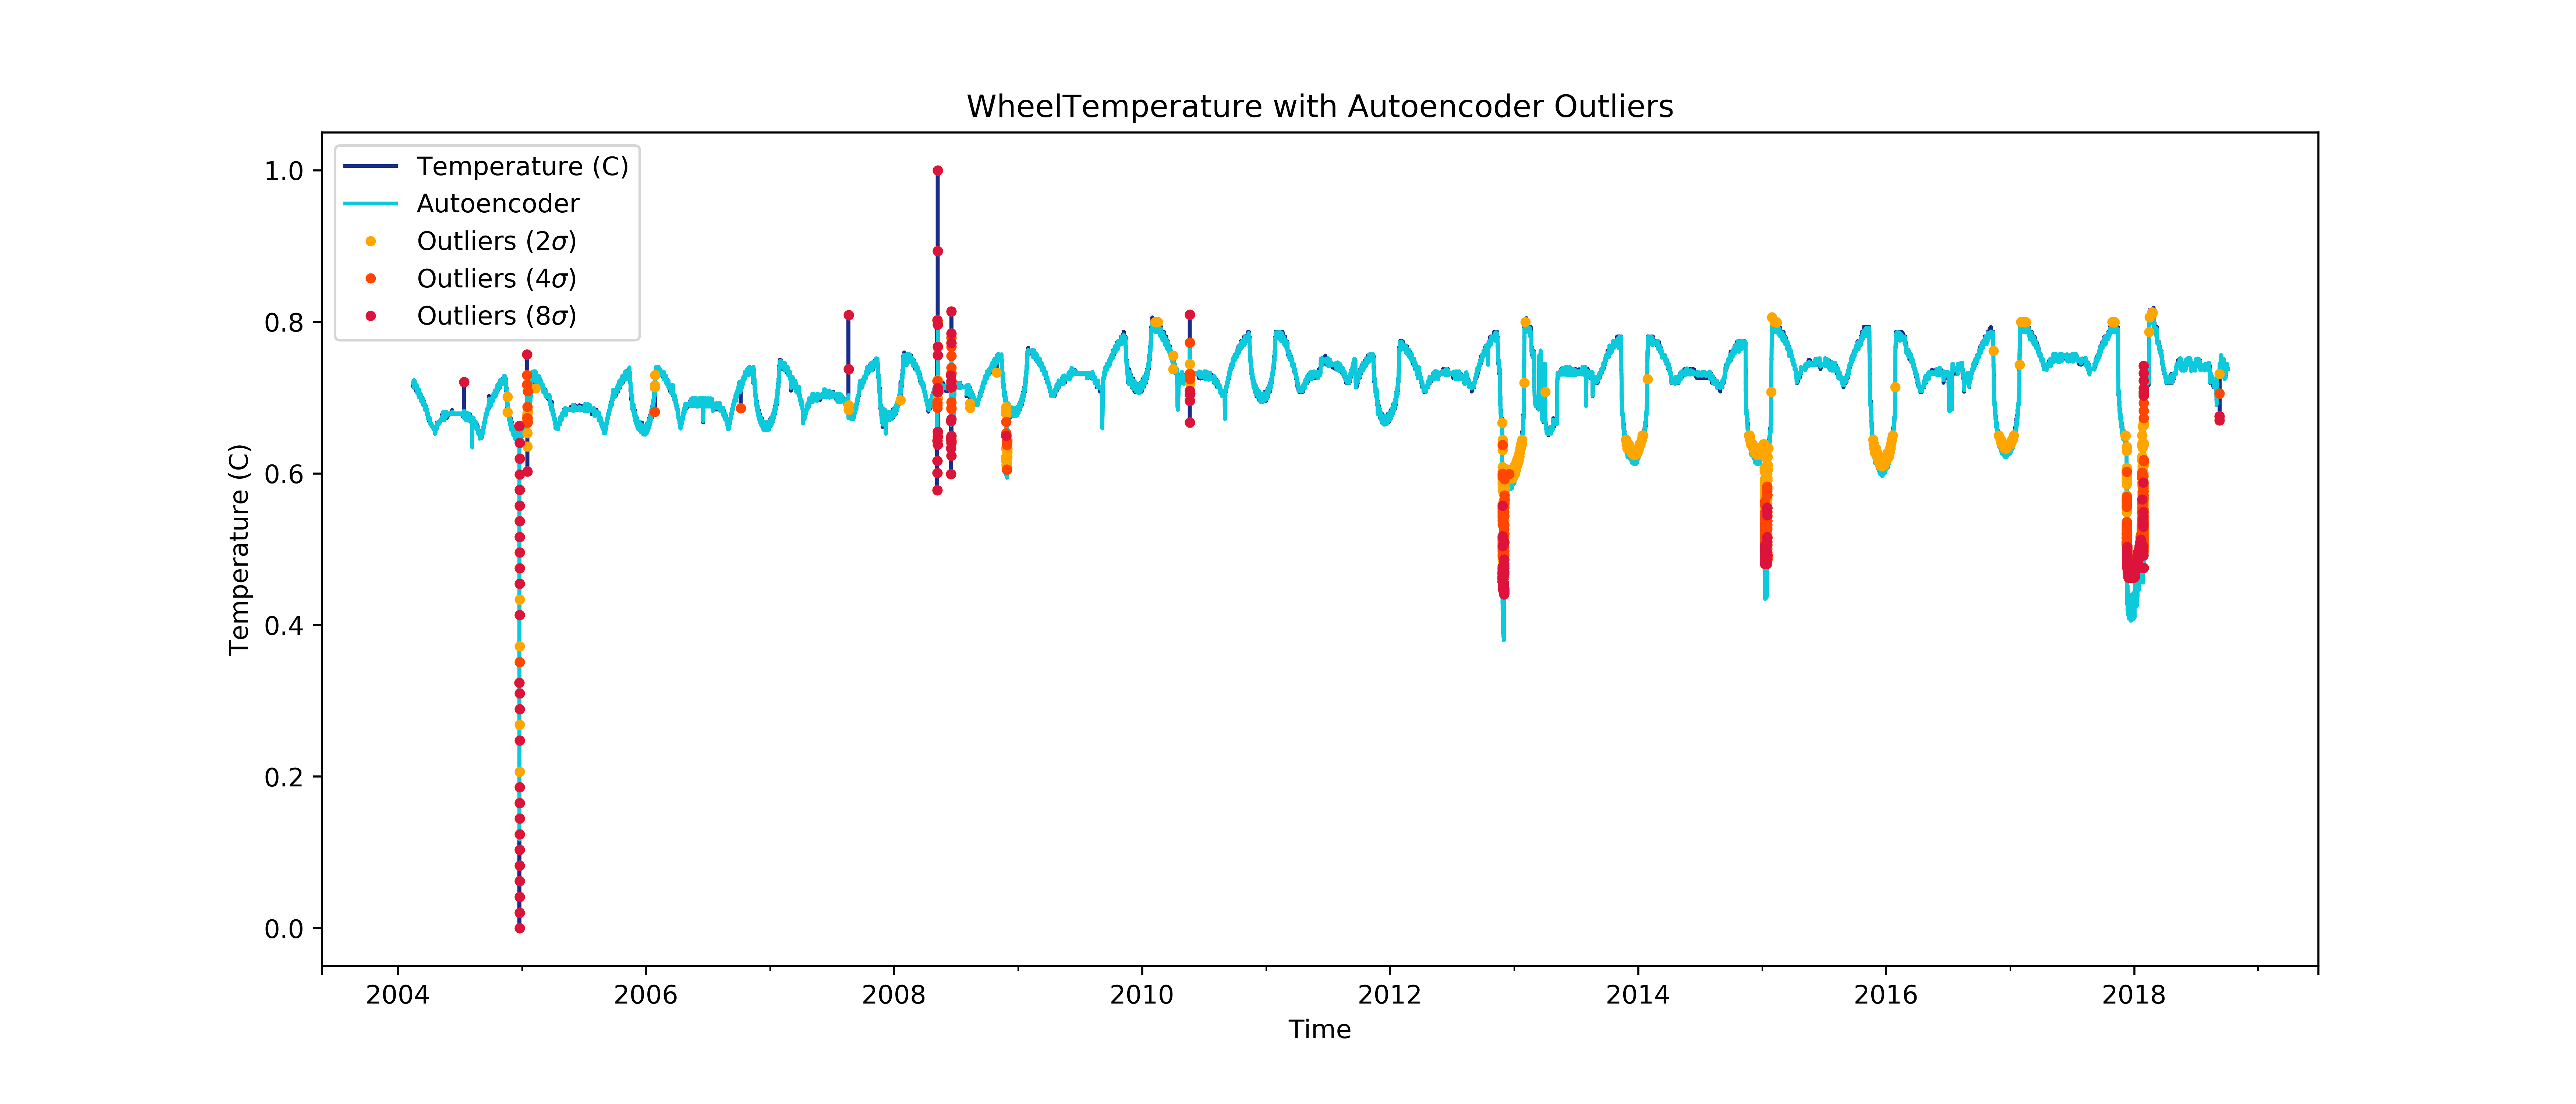 WheelTemperature with Autoencoder Outliers
Temperature (C)
Autoencoder
Outliers (2σ)
Outliers (4σ)
Outliers (8σ)
1.0
0.8
0.6
0.4
0.2
0.0
Temperature (C)
2004 2006 2008 2010 2012 2014 2016 2018
Time